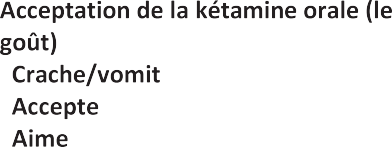 Acceptation de la kétamine orale (le
goût)
Crache/vomit
Accepte
Aime